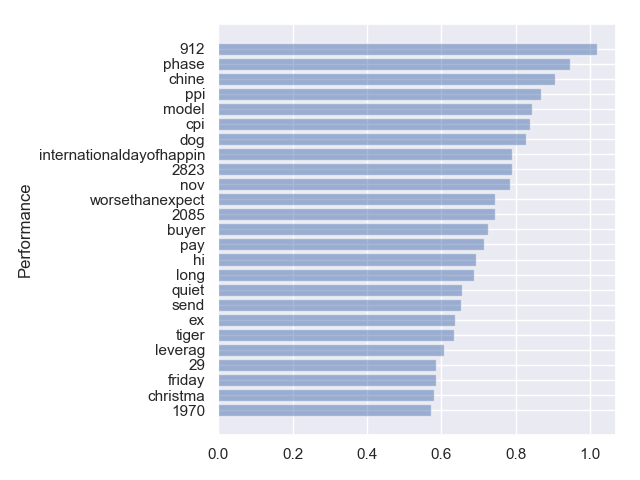 Performance
912
phase
chine
ppi
model
cpi
dog
internationaldayofhappin
2823
nov
worsethanexpect
2085
buyer
pay
hi
long
quiet
send
ex
tiger
leverag
29
friday
christma
1970
0.0 0.2 0.4 0.6 0.8 1.0